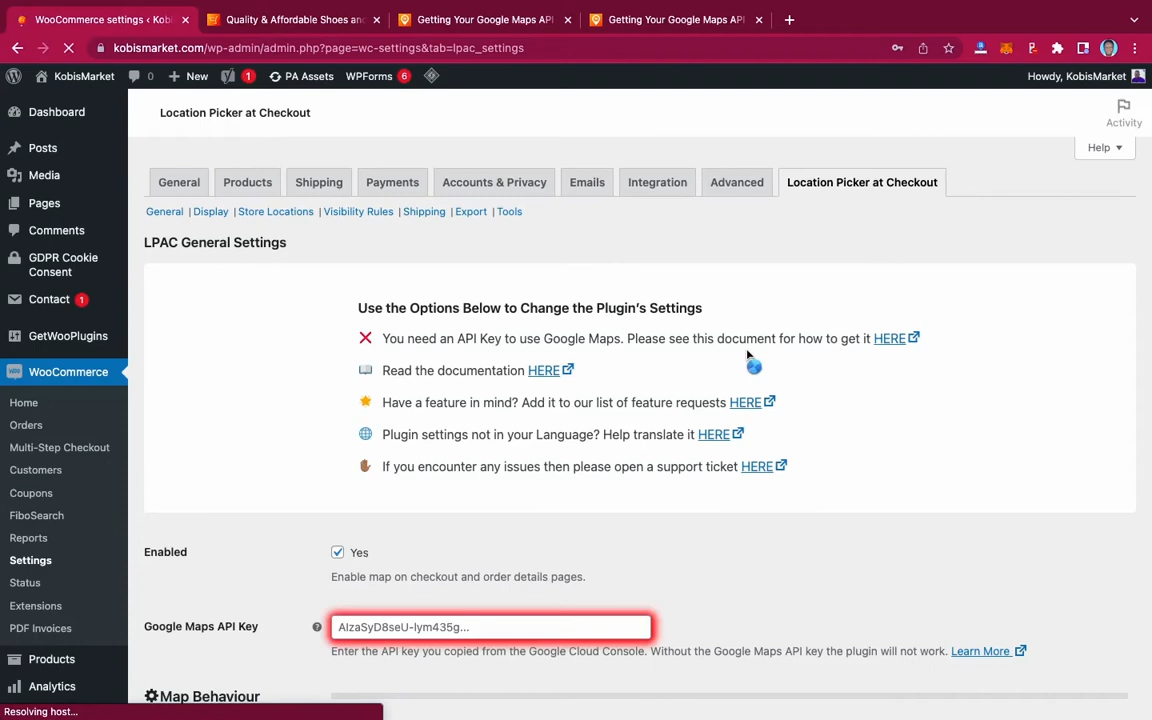 WooCommerce settings ‹ Kobi
Quality & Affordable Shoes and
Getting Your Google Maps API
Getting Your Google Maps API
kobismarket.com/wp-admin/admin.php?page=wc-settings&tab=lpac_settings
KobisMarket
0
New
1
PA Assets
WPForms 6
Howdy, KobisMarket
Location Picker at Checkout
Activity
Help
Dashboard
Posts
Media
Pages
Comments
GDPR Cookie
Consent
Contact 1
GetWooPlugins
WooCommerce
Home
Orders
Multi-Step Checkout
Customers
Coupons
FiboSearch
Reports
Settings
Status
Extensions
PDF Invoices
Products
Analytics
General
Products
Shipping
Payments
Accounts & Privacy
Emails
Integration
Advanced
Location Picker at Checkout
General | Display | Store Locations | Visibility Rules | Shipping | Export | Tools
LPAC General Settings
Use the Options Below to Change the Plugin's Settings
You need an API Key to use Google Maps. Please see this document for how to get it HERE
Read the documentation HERE
Have a feature in mind? Add it to our list of feature requests HERE
Plugin settings not in your Language? Help translate it HERE
If you encounter any issues then please open a support ticket HERE
Enabled
Yes
Enable map on checkout and order details pages.
Google Maps API Key
AIzaSyD8seU-lym435g...
Enter the API key you copied from the Google Cloud Console. Without the Google Maps API key the plugin will not work. Learn More
Map Behaviour
Resolving host...